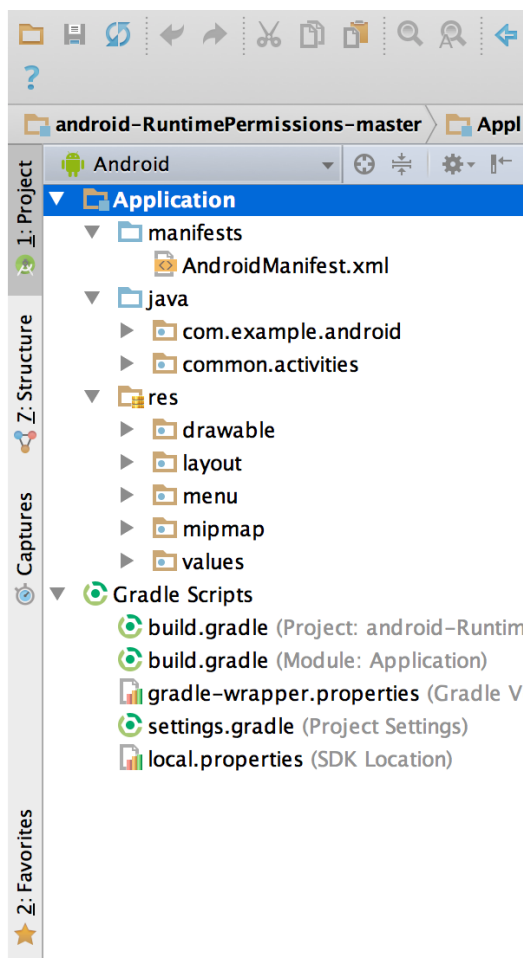 ?
android-RuntimePermissions-master Appl
Android
1: Project
Application
manifests
AndroidManifest.xml
java
com.example.android
common.activities
Z: Structure
res
drawable
layout
menu
mipmap
values
Captures
Gradle Scripts
build.gradle (Project: android-Runtim
build.gradle (Module: Application)
gradle-wrapper.properties (Gradle V
settings.gradle (Project Settings)
local.properties (SDK Location)
2: Favorites